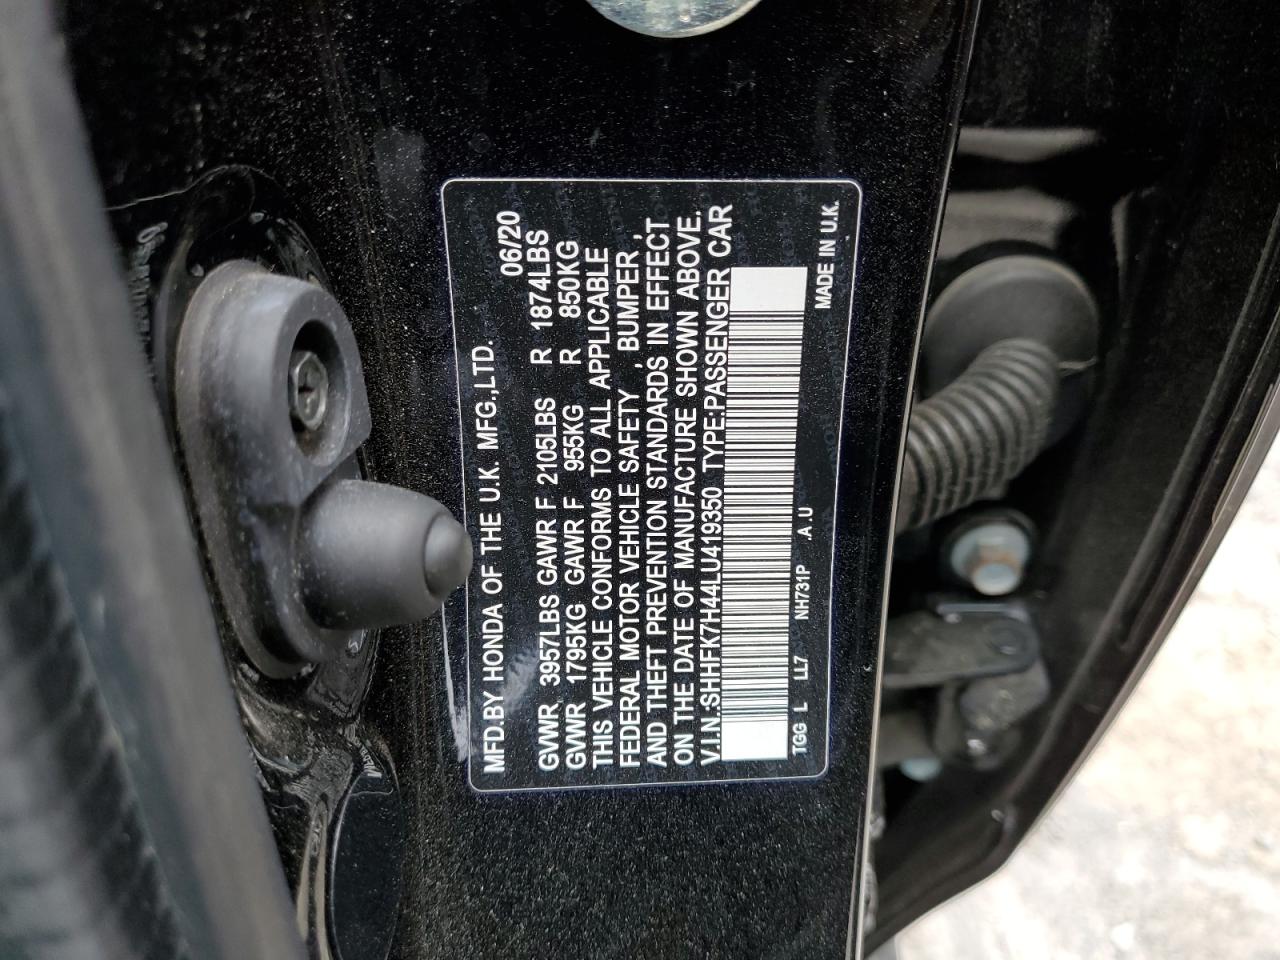 MFD.BY HONDA OF THE U.K. MFG.,LTD.
06/20
GVWR 3957LBS GAWR F 2105LBS R 1874LBS
GVWR 1795KG GAWR F 955KG R 850KG
THIS VEHICLE CONFORMS TO ALL APPLICABLE
FEDERAL MOTOR VEHICLE SAFETY , BUMPER,
AND THEFT PREVENTION STANDARDS IN EFFECT
ON THE DATE OF MANUFACTURE SHOWN ABOVE.
V.I.N.:SHHFK7H44LU419350 TYPE:PASSENGER CAR
TGG L LL7 NH731P .A.U
MADE IN U.K.